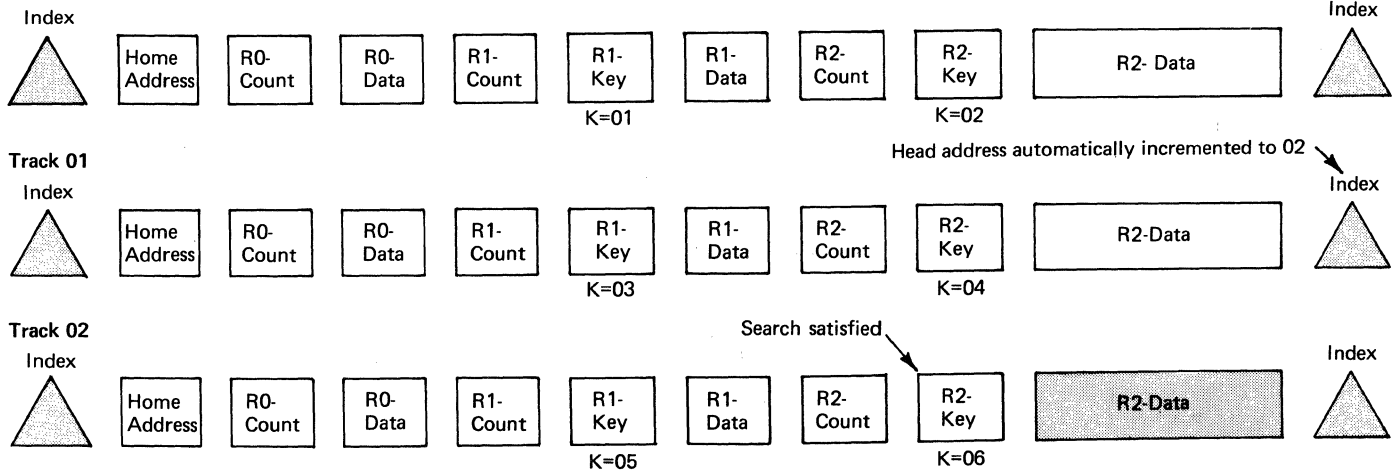 Index
Index
Home Address
R0-Count
R0-Data
R1-Count
R1-Key
R1-Data
R2-Count
R2-Key
R2- Data
K=01
K=02
Head address automatically incremented to 02
Track 01
Index
Index
Home Address
R0-Count
R0-Data
R1-Count
R1-Key
R1-Data
R2-Count
R2-Key
R2-Data
K=03
K=04
Track 02
Search satisfied
Index
Index
Home Address
R0-Count
R0-Data
R1-Count
R1-Key
R1-Data
R2-Count
R2-Key
R2-Data
K=05
K=06